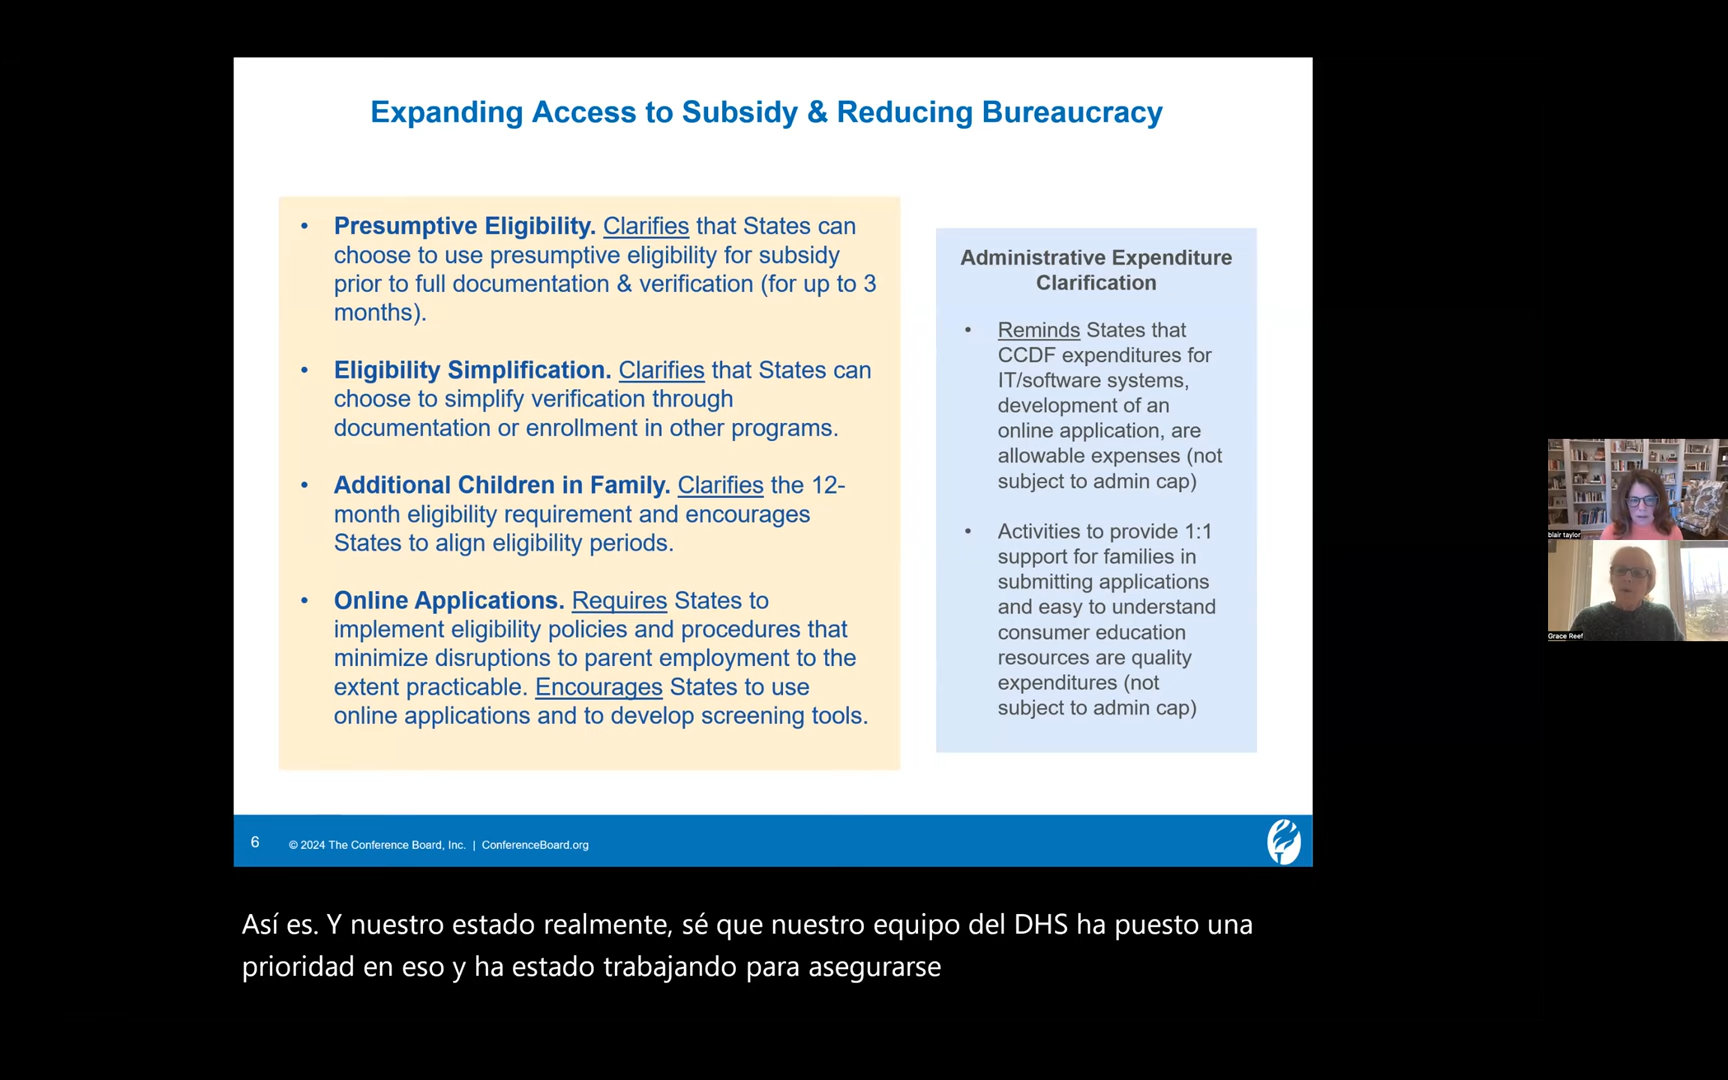 Expanding Access to Subsidy & Reducing Bureaucracy
• Presumptive Eligibility. Clarifies that States can
choose to use presumptive eligibility for subsidy
prior to full documentation & verification (for up to 3
months).
• Eligibility Simplification. Clarifies that States can
choose to simplify verification through
documentation or enrollment in other programs.
• Additional Children in Family. Clarifies the 12-
month eligibility requirement and encourages
States to align eligibility periods.
• Online Applications. Requires States to
implement eligibility policies and procedures that
minimize disruptions to parent employment to the
extent practicable. Encourages States to use
online applications and to develop screening tools.
Administrative Expenditure
Clarification
• Reminds States that
CCDF expenditures for
IT/software systems,
development of an
online application, are
allowable expenses (not
subject to admin cap)
• Activities to provide 1:1
support for families in
submitting applications
and easy to understand
consumer education
resources are quality
expenditures (not
subject to admin cap)
blair taylor
Grace Reef
6 © 2024 The Conference Board, Inc. | ConferenceBoard.org
Así es. Y nuestro estado realmente, sé que nuestro equipo del DHS ha puesto una
prioridad en eso y ha estado trabajando para asegurarse